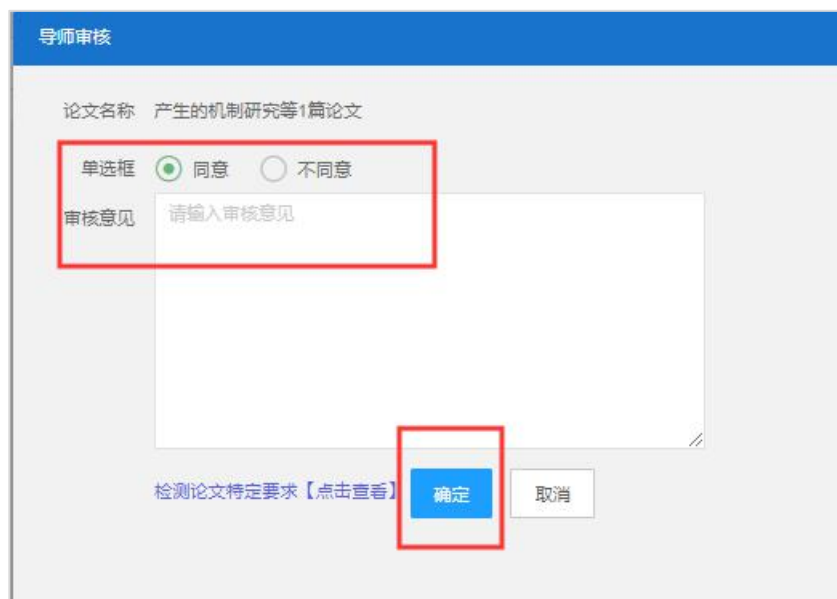 导师审核
论文名称 产生的机制研究等1篇论文
单选框 同意 不同意
审核意见 请输入审核意见
检测论文特定要求【点击查看】 确定 取消